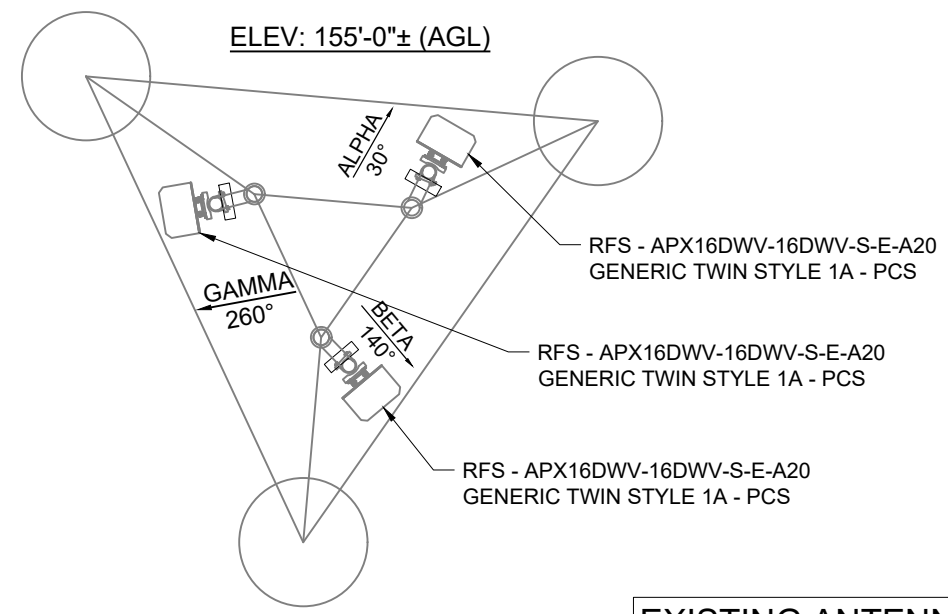 ELEV: 155'-0"± (AGL)
ALPHA
30°
RFS - APX16DWV-16DWV-S-E-A20
GENERIC TWIN STYLE 1A - PCS
GAMMA
260°
BETA
140°
RFS - APX16DWV-16DWV-S-E-A20
GENERIC TWIN STYLE 1A - PCS
RFS - APX16DWV-16DWV-S-E-A20
GENERIC TWIN STYLE 1A - PCS
EXISTING